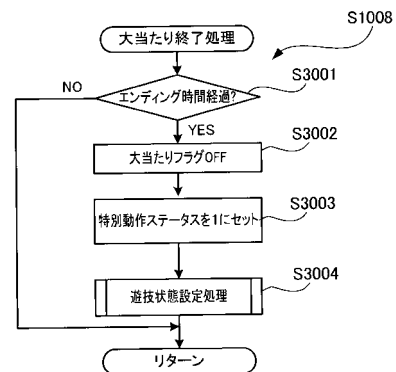 大当たり終了処理
S1008
エンディング時間経過?
S3001
NO
YES
大当たりフラグOFF
S3002
特別動作ステータスを1にセット
S3003
遊技状態設定処理
S3004
リターン